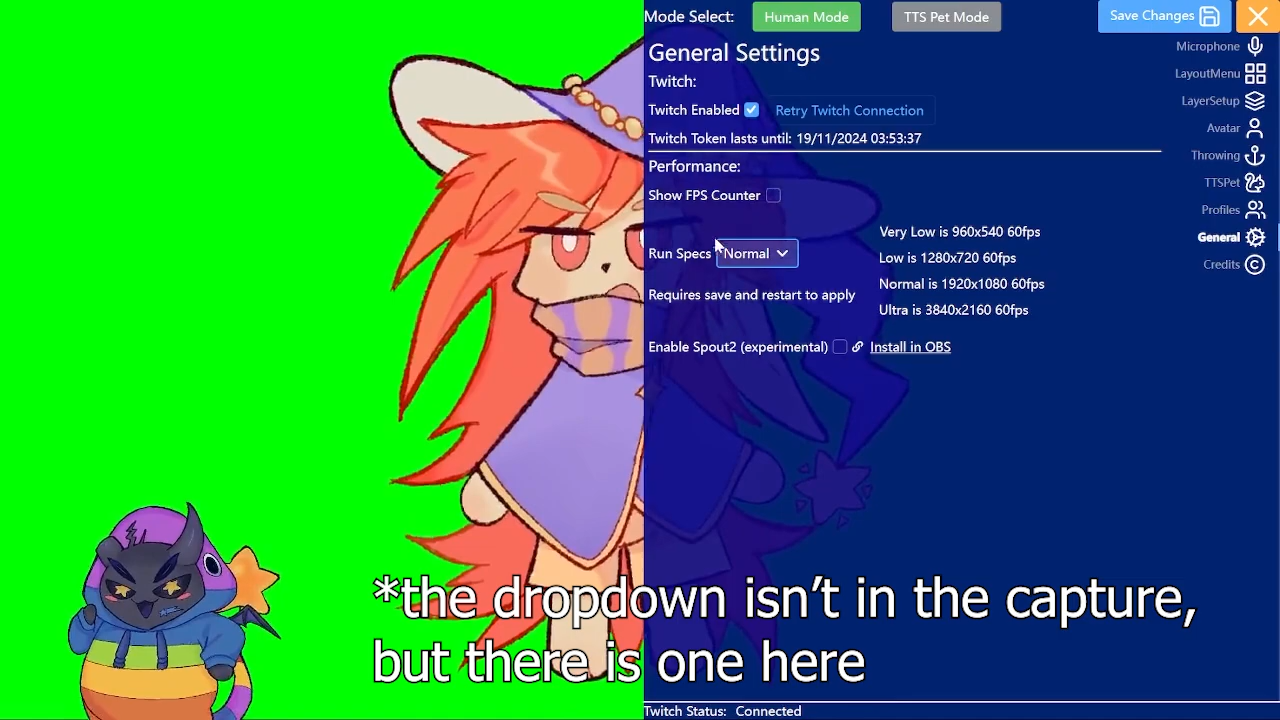 Mode Select: Human Mode TTS Pet Mode Save Changes
General Settings
Microphone
Twitch:
LayoutMenu
Twitch Enabled Retry Twitch Connection
LayerSetup
Twitch Token lasts until: 19/11/2024 03:53:37
Avatar
Performance:
Throwing
Show FPS Counter
TTSPet
Profiles
Very Low is 960x540 60fps
General
Run Specs Normal
Low is 1280x720 60fps
Credits
Normal is 1920x1080 60fps
Requires save and restart to apply
Ultra is 3840x2160 60fps
Enable Spout2 (experimental) Install in OBS
*the dropdown isn't in the capture,
but there is one here
Twitch Status: Connected